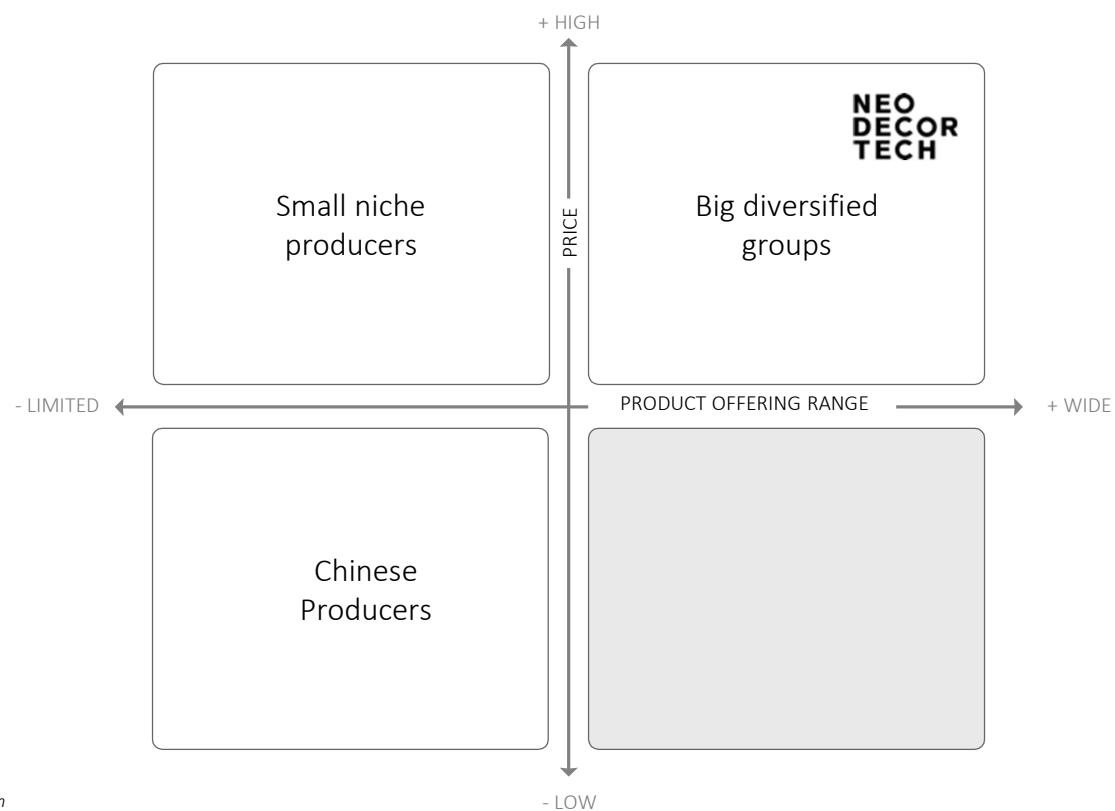 + HIGH
NEO
DECOR
TECH
Small niche
producers
PRICE
Big diversified
groups
- LIMITED
PRODUCT OFFERING RANGE
+ WIDE
Chinese
Producers
- LOW